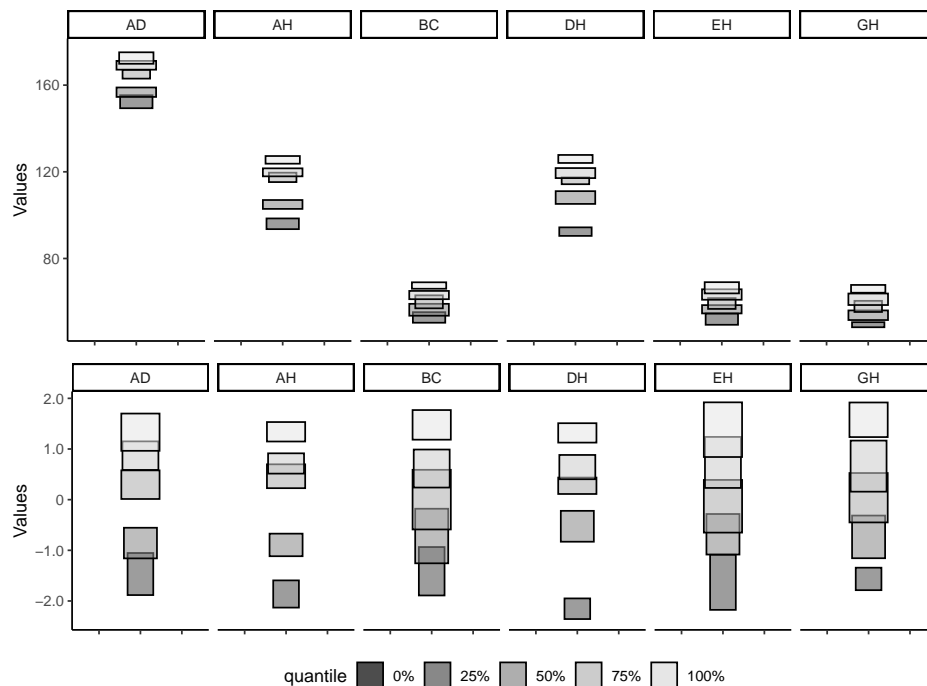 AD AH BC DH EH GH
160
120
80
Values
AD AH BC DH EH GH
2.0
1.0
0
−1.0
−2.0
Values
quantile 0% 25% 50% 75% 100%